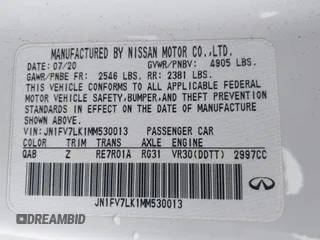 MANUFACTURED BY NISSAN MOTOR CO., LTD.
DATE: 07/20 GVWR/PNBV: 4905 LBS.
GAWR/PNBE FR: 2546 LBS. RR: 2381 LBS.
THIS VEHICLE CONFORMS TO ALL APPLICABLE FEDERAL
MOTOR VEHICLE SAFETY, BUMPER, AND THEFT PREVENTION
STANDARDS IN EFFECT ON THE DATE OF MANUFACTURE
SHOWN ABOVE.
VIN: JN1FV7LK1MM530013 PASSENGER CAR
COLOR TRIM TRANS AXLE ENGINE
QAB Z RE7R01A RG31 VR30(DDTT) 2997CC
JN1FV7LK1MM530013
DREAMBID